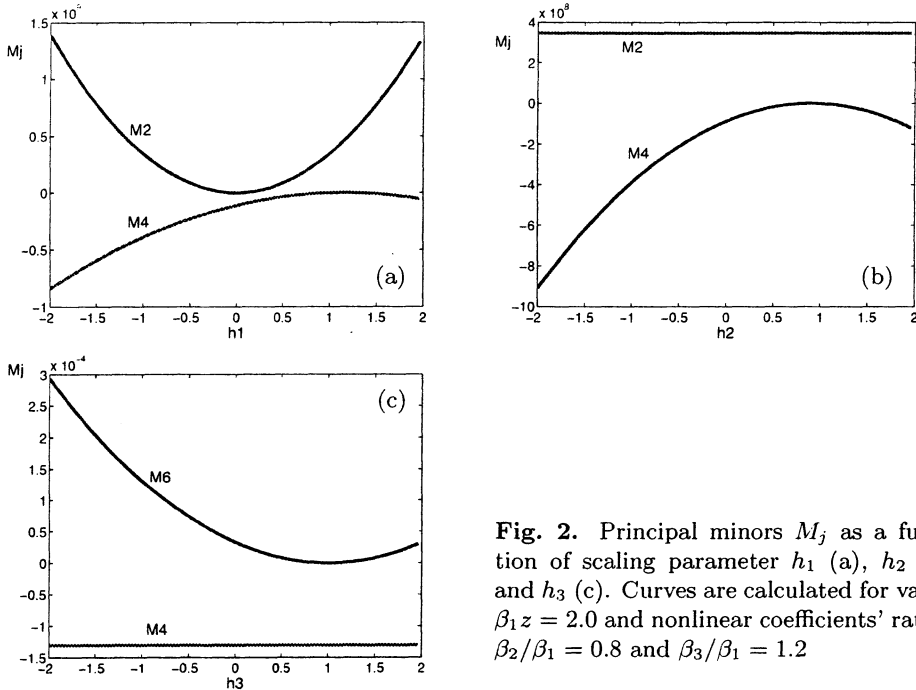 x 10
Mj
1.5
1
0.5
0
-0.5
-1
M2
M4
(a)
-2 -1.5 -1 -0.5 0 0.5 1 1.5 2
h1
x 10
Mj
4
2
0
-2
-4
-6
-8
-10
M2
M4
(b)
-2 -1.5 -1 -0.5 0 0.5 1 1.5 2
h2
x 10⁻⁴
Mj
3
2.5
2
1.5
1
0.5
0
-0.5
-1
-1.5
M6
M4
(c)
-2 -1.5 -1 -0.5 0 0.5 1 1.5 2
h3
Fig. 2. Principal minors Mⱼ as a fu
tion of scaling parameter h₁ (a), h₂
and h₃ (c). Curves are calculated for va
β₁z = 2.0 and nonlinear coefficients' rat
β₂/β₁ = 0.8 and β₃/β₁ = 1.2